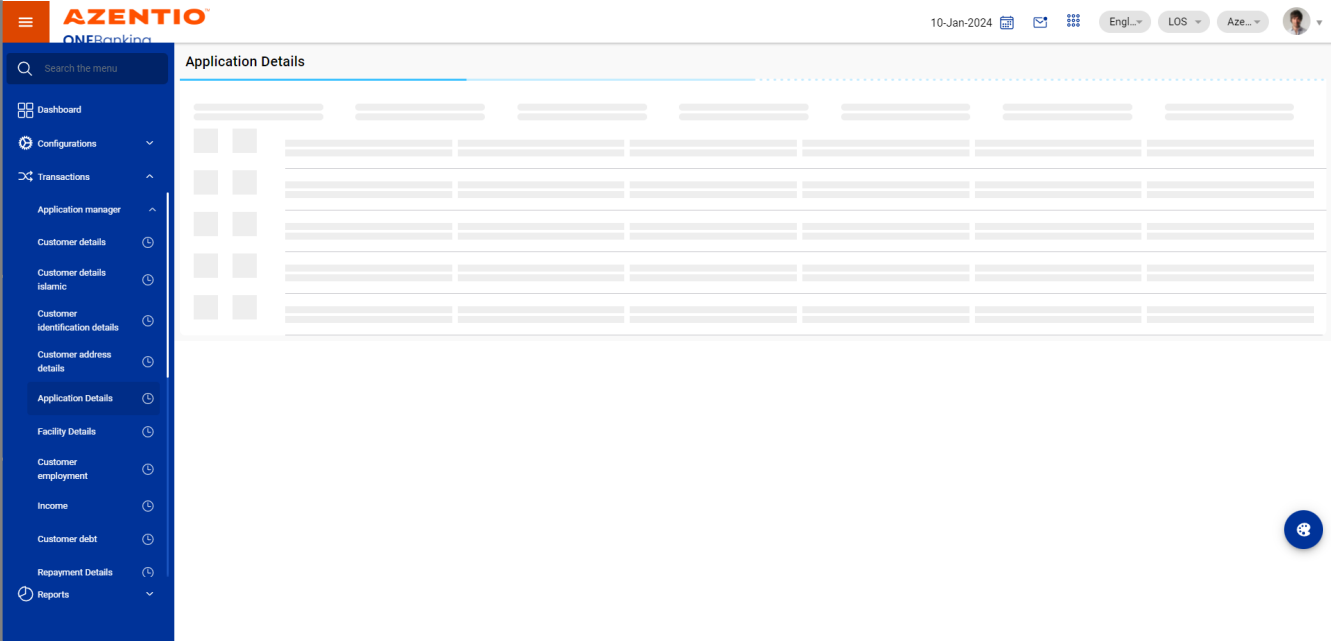 AZENTIO™
ONEBanking
10-Jan-2024
Engl...
LOS
Aze...
Search the menu
Dashboard
Configurations
Transactions
Application manager
Customer details
Customer details
islamic
Customer
identification details
Customer address
details
Application Details
Facility Details
Customer
employment
Income
Customer debt
Repayment Details
Reports
Application Details